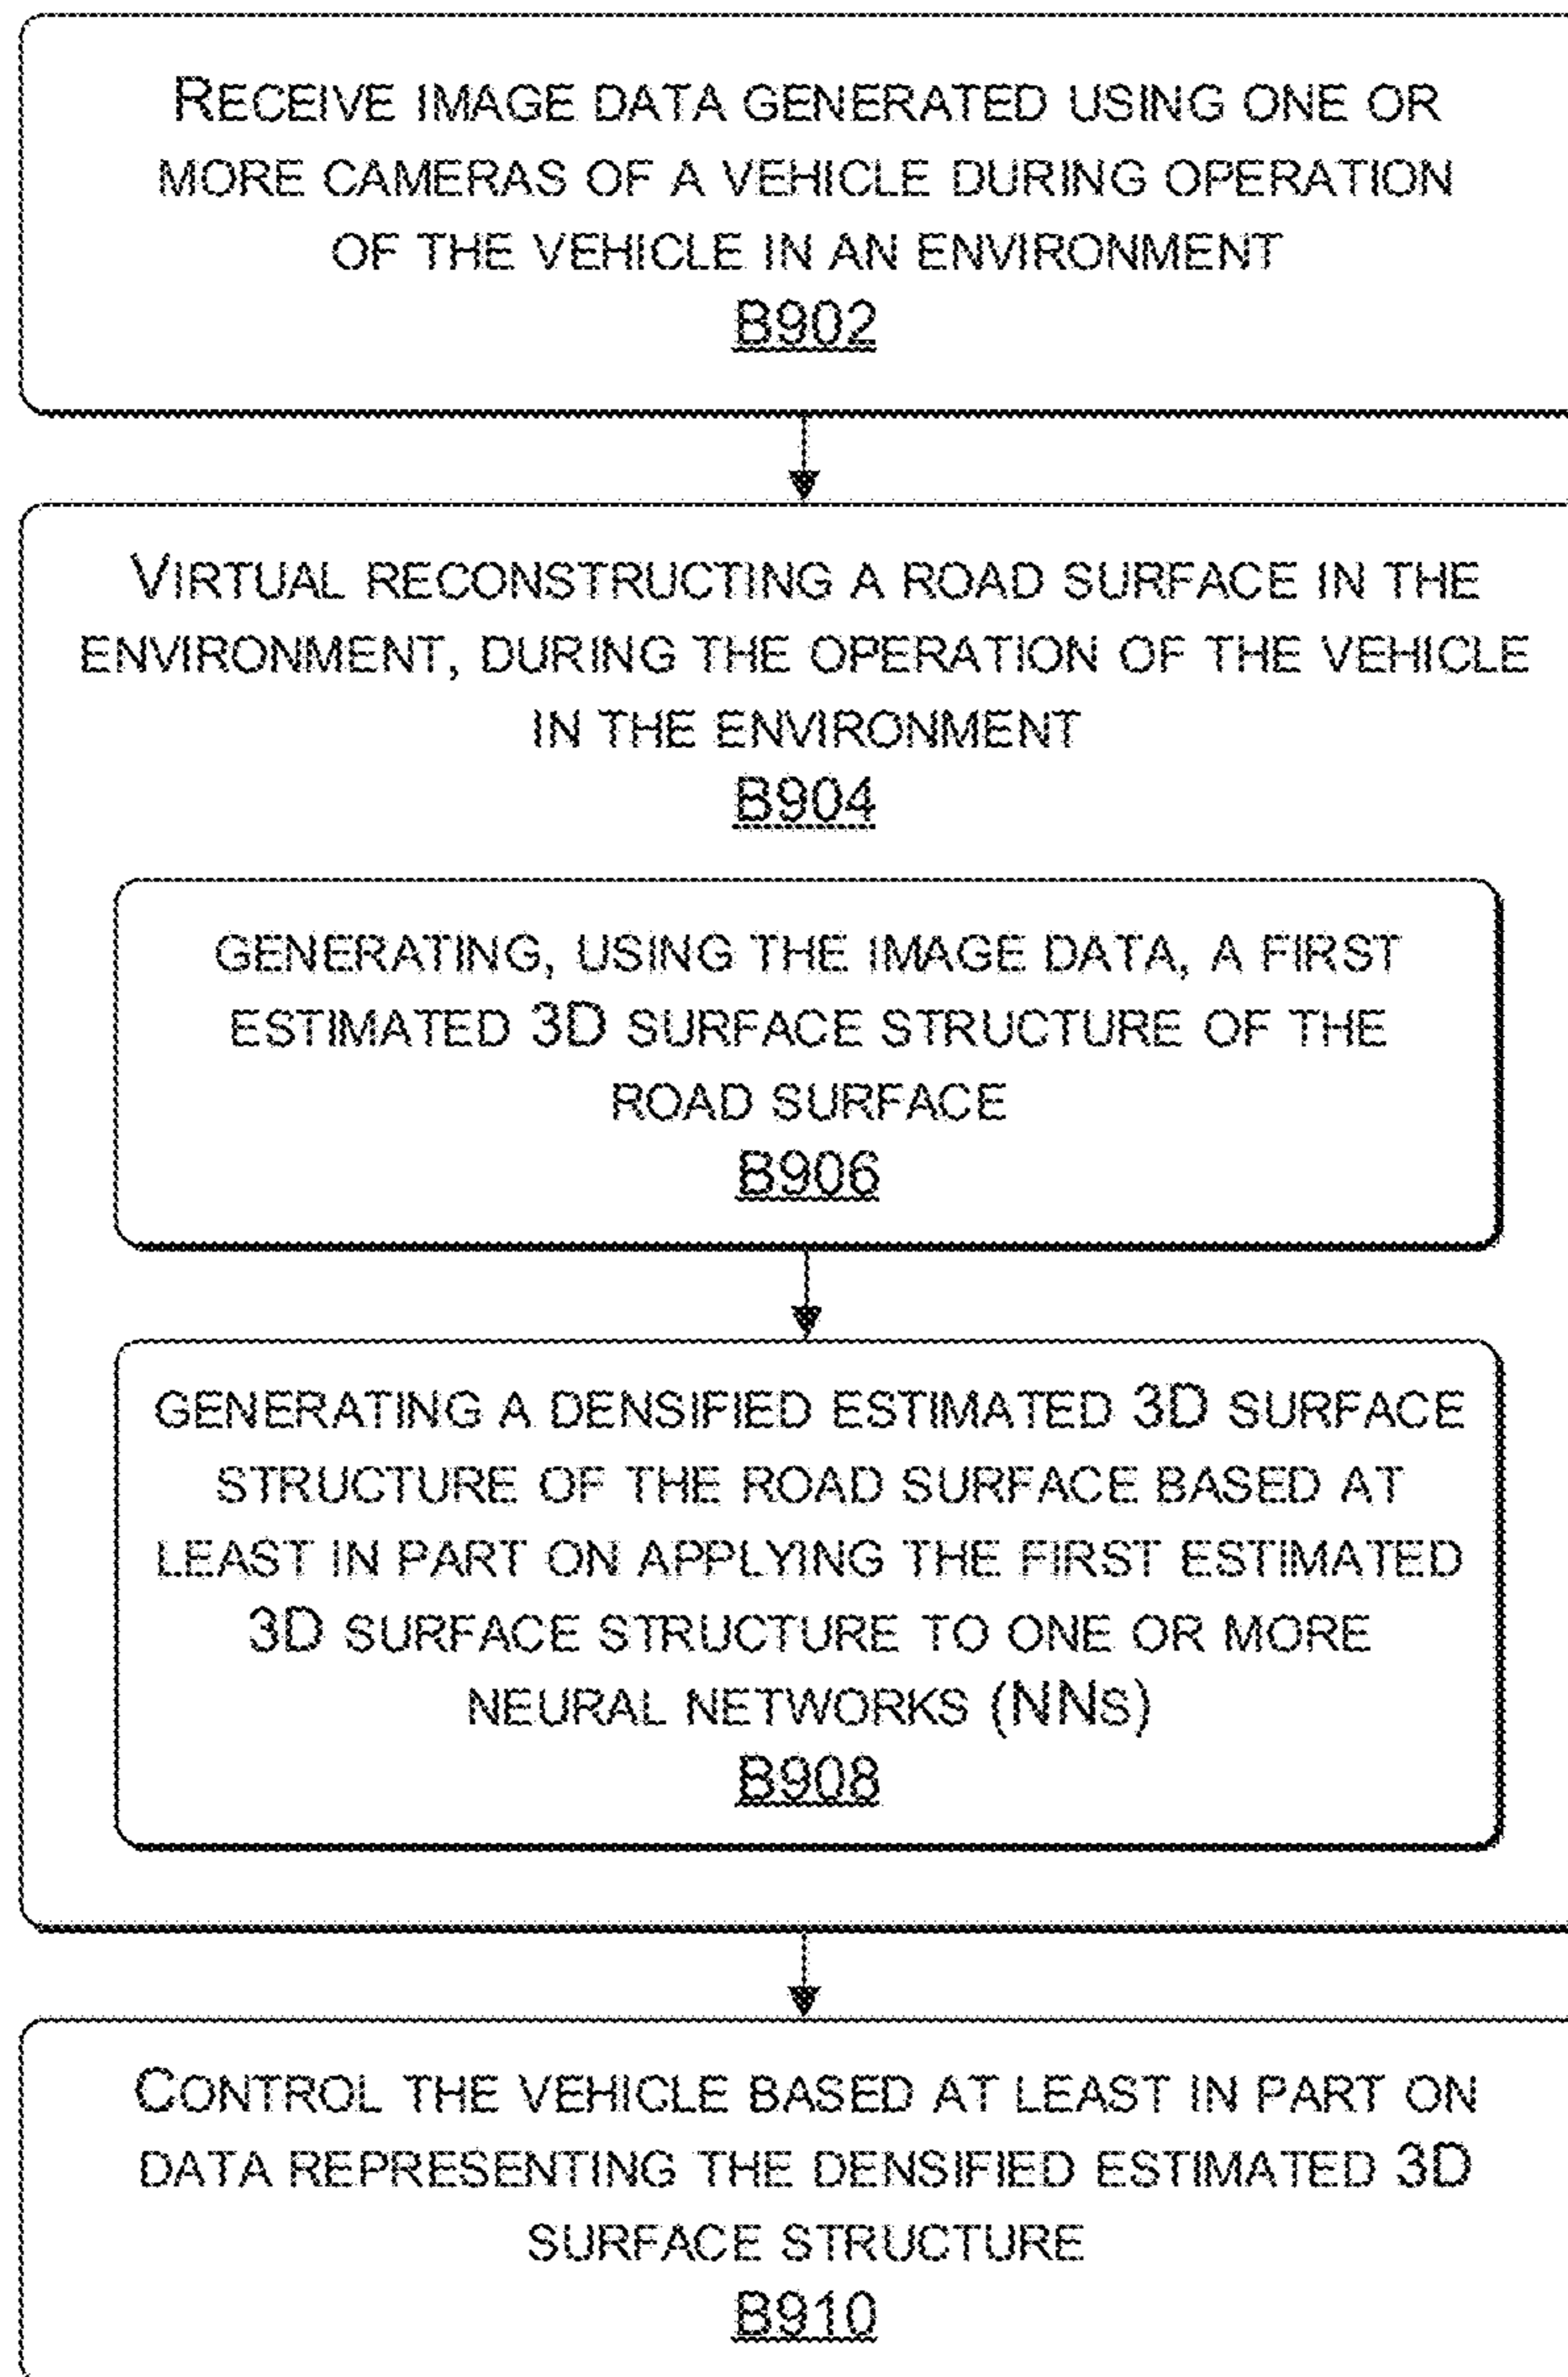 RECEIVE IMAGE DATA GENERATED USING ONE OR
MORE CAMERAS OF A VEHICLE DURING OPERATION
OF THE VEHICLE IN AN ENVIRONMENT
B902
VIRTUAL RECONSTRUCTING A ROAD SURFACE IN THE
ENVIRONMENT, DURING THE OPERATION OF THE VEHICLE
IN THE ENVIRONMENT
B904
GENERATING, USING THE IMAGE DATA, A FIRST
ESTIMATED 3D SURFACE STRUCTURE OF THE
ROAD SURFACE
B906
GENERATING A DENSIFIED ESTIMATED 3D SURFACE
STRUCTURE OF THE ROAD SURFACE BASED AT
LEAST IN PART ON APPLYING THE FIRST ESTIMATED
3D SURFACE STRUCTURE TO ONE OR MORE
NEURAL NETWORKS (NNS)
B908
CONTROL THE VEHICLE BASED AT LEAST IN PART ON
DATA REPRESENTING THE DENSIFIED ESTIMATED 3D
SURFACE STRUCTURE
B910